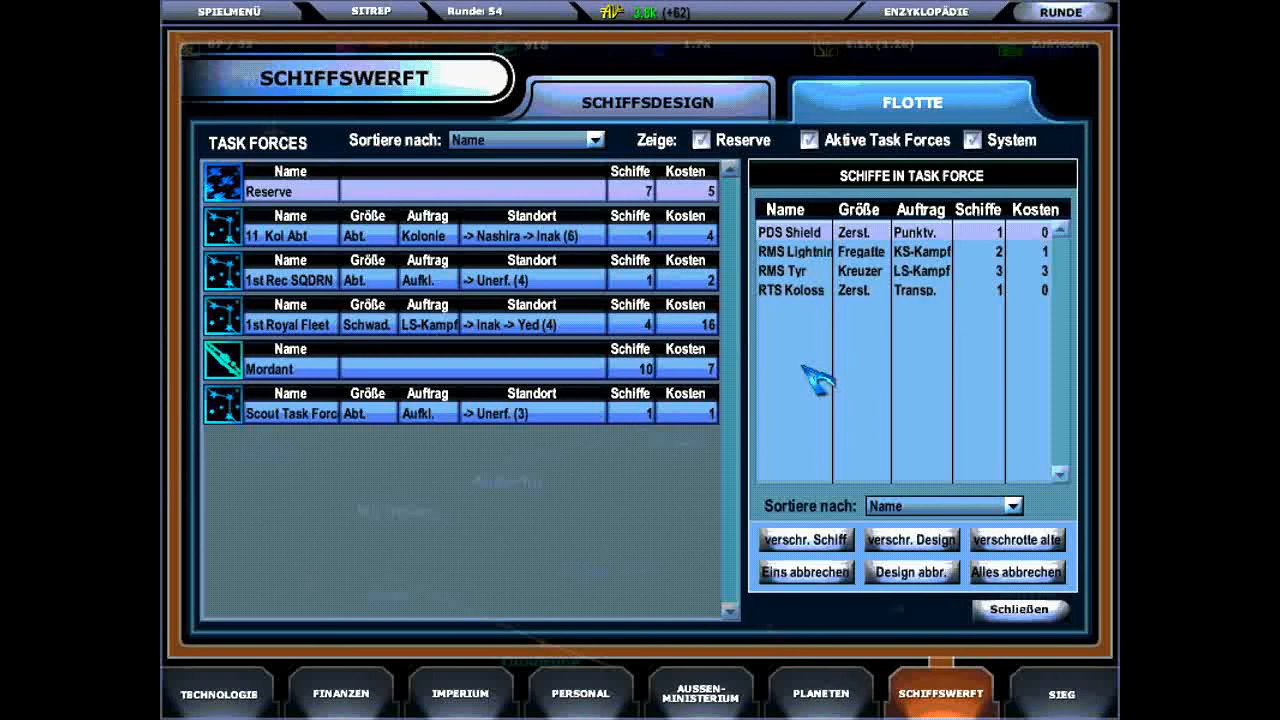 SPIELMENÜ SITREP Runde: 54 3.8k (+62) ENZYKLOPÄDIE RUNDE
SCHIFFSWERFT
SCHIFFSDESIGN FLOTTE
TASK FORCES Sortiere nach: Name Zeige: Reserve Aktive Task Forces System
Name Schiffe Kosten
Reserve 7 5
Name Größe Auftrag Standort Schiffe Kosten
11 Kol Abt Abt. Kolonie -> Nashira -> Inak (6) 1 4
Name Größe Auftrag Standort Schiffe Kosten
1st Rec SQDRN Abt. Aufkl. -> Unerf. (4) 1 2
Name Größe Auftrag Standort Schiffe Kosten
1st Royal Fleet Schwad. LS-Kampf -> Inak -> Yed (4) 4 16
Name Schiffe Kosten
Mordant 10 7
Name Größe Auftrag Standort Schiffe Kosten
Scout Task Forc Abt. Aufkl. -> Unerf. (3) 1 1
SCHIFFE IN TASK FORCE
Name Größe Auftrag Schiffe Kosten
PDS Shield Zerst. Punktv. 1 0
RMS Lightnin Fregatte KS-Kampf 2 1
RMS Tyr Kreuzer LS-Kampf 3 3
RTS Koloss Zerst. Transp. 1 0
Sortiere nach: Name
verschr. Schiff verschr. Design verschrotte alle
Eins abbrechen Design abbr. Alles abbrechen
Schließen
TECHNOLOGIE FINANZEN IMPERIUM PERSONAL AUSSEN-
MINISTERIUM PLANETEN SCHIFFSWERFT SIEG